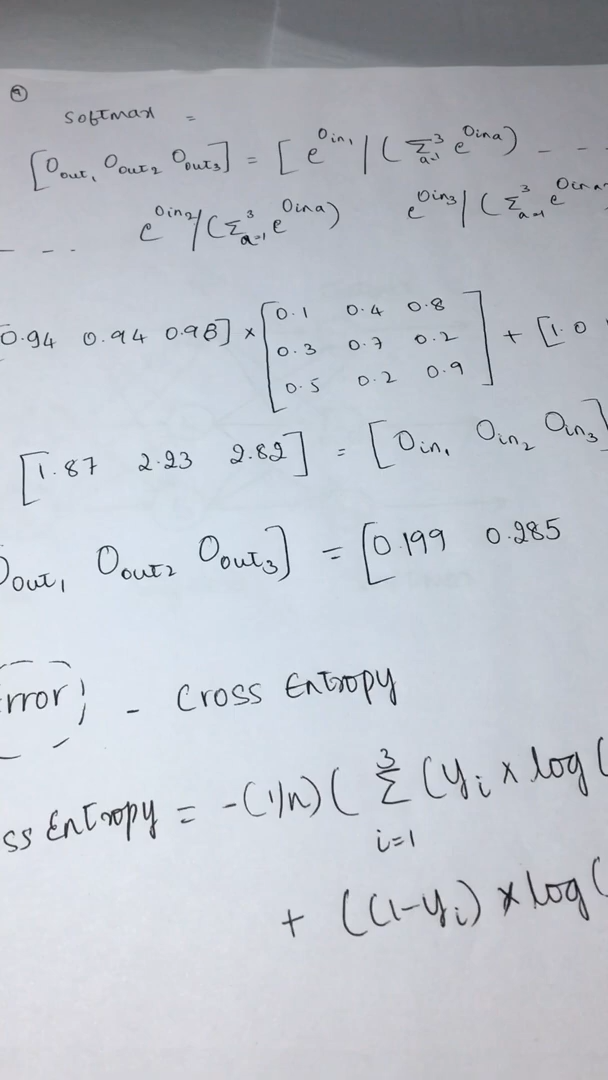 ④
Softmax =
[Oout₁ Oout₂ Oout₃] = [e^Oin₁ / (Σ³ₐ₌₁ e^Oina) - - -
- - - e^Oin₂/(Σ³ₐ₌₁ e^Oina) e^Oin₃/(Σ³ₐ₌₁ e^Oina
0.94 0.94 0.98] × [0.1 0.4 0.8
0.3 0.7 0.2
0.5 0.2 0.9] + [1.0
[1.87 2.23 2.82] = [Oin₁ Oin₂ Oin₃]
Oout₁ Oout₂ Oout₃] = [0.199 0.285
rror) - Cross Entropy
ss Entropy = -(1/n)( Σ³ᵢ₌₁ (yᵢ × log(
+ ((1-yᵢ) × log(